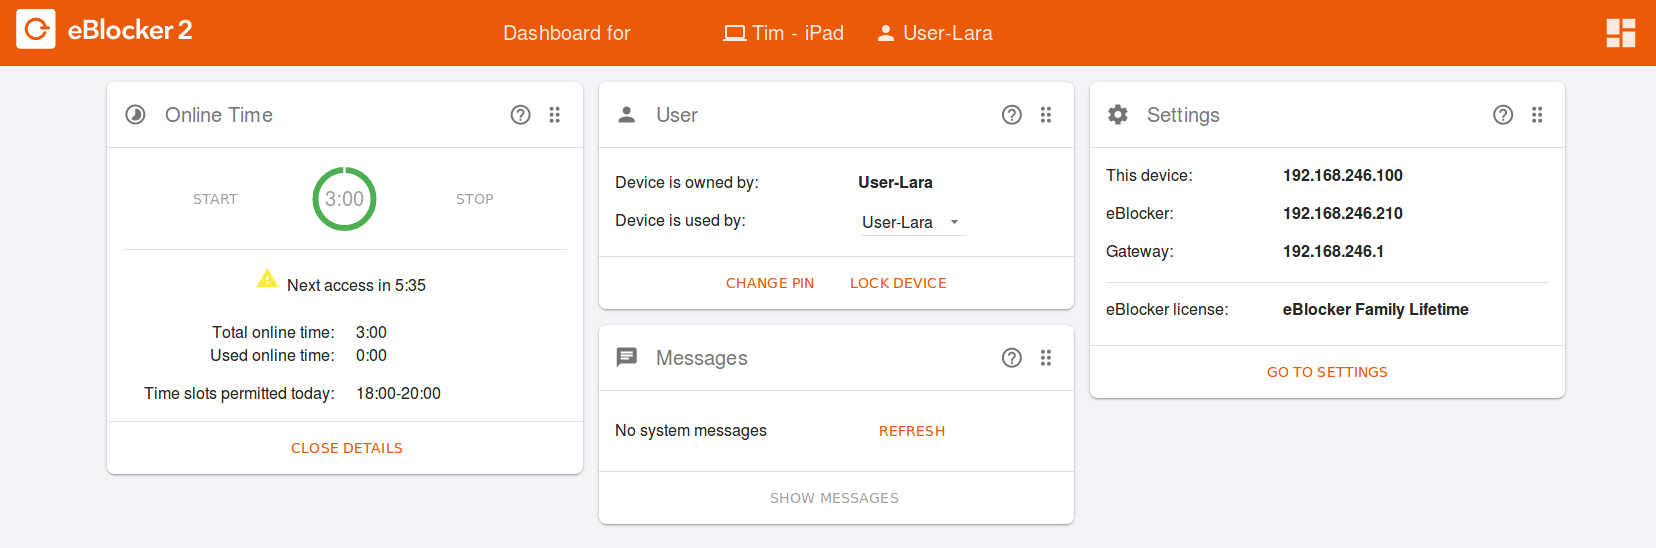 eBlocker 2
Dashboard for
Tim - iPad
User-Lara
Online Time
START
3:00
STOP
Next access in 5:35
Total online time: 3:00
Used online time: 0:00
Time slots permitted today: 18:00-20:00
CLOSE DETAILS
User
Device is owned by: User-Lara
Device is used by: User-Lara
CHANGE PIN
LOCK DEVICE
Messages
No system messages
REFRESH
SHOW MESSAGES
Settings
This device: 192.168.246.100
eBlocker: 192.168.246.210
Gateway: 192.168.246.1
eBlocker license: eBlocker Family Lifetime
GO TO SETTINGS